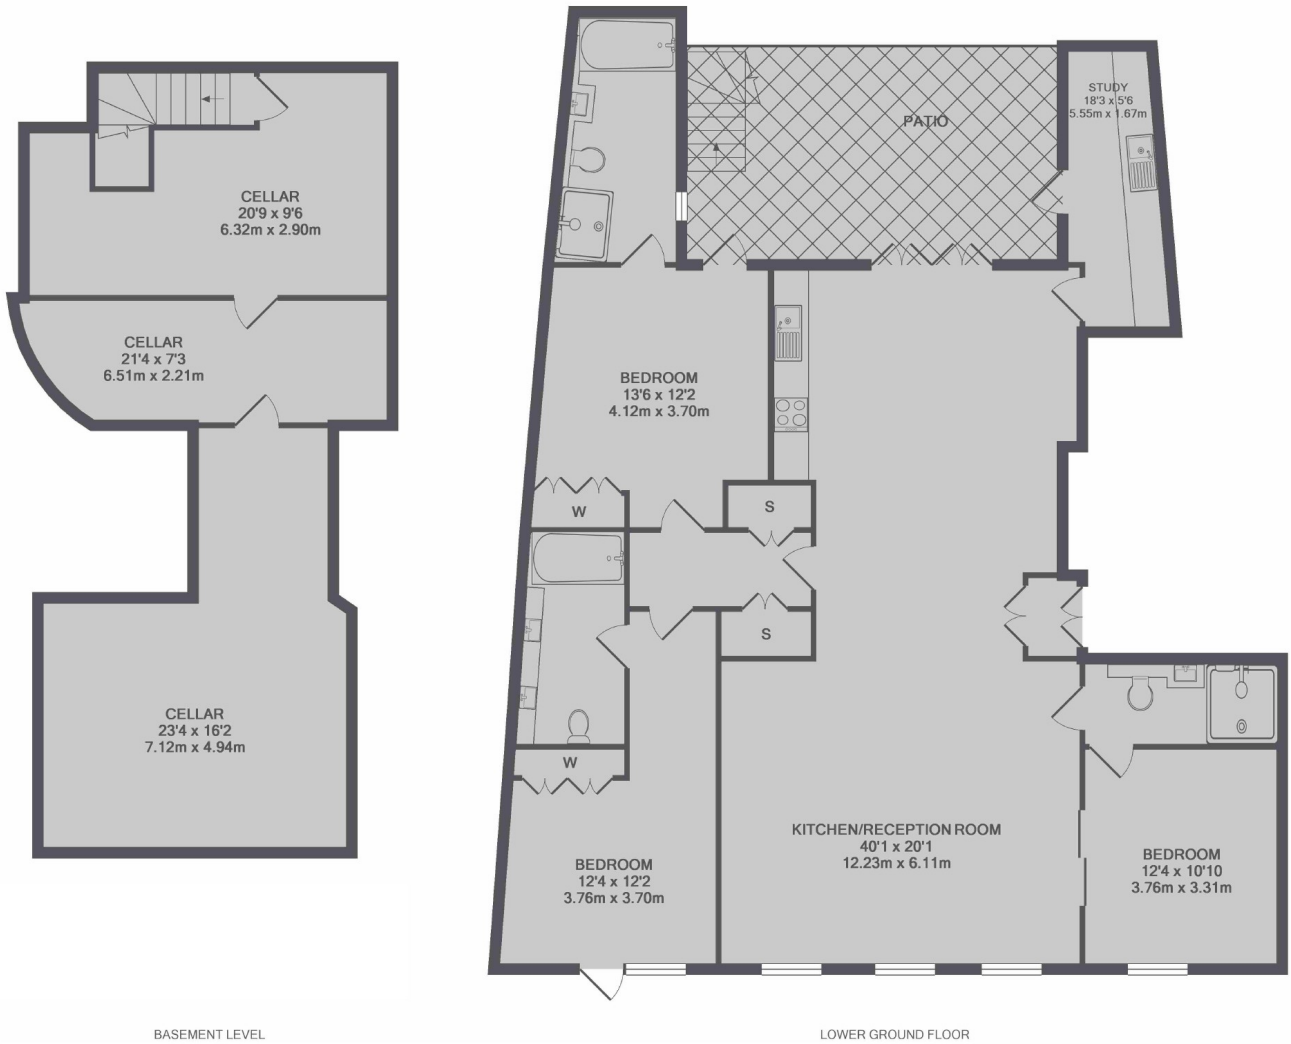 CELLAR
20'9 x 9'6
6.32m x 2.90m
CELLAR
21'4 x 7'3
6.51m x 2.21m
CELLAR
23'4 x 16'2
7.12m x 4.94m
BASEMENT LEVEL
PATIO
STUDY
18'3 x 5'6
5.55m x 1.67m
BEDROOM
13'6 x 12'2
4.12m x 3.70m
W
S
S
W
BEDROOM
12'4 x 12'2
3.76m x 3.70m
KITCHEN/RECEPTION ROOM
40'1 x 20'1
12.23m x 6.11m
BEDROOM
12'4 x 10'10
3.76m x 3.31m
LOWER GROUND FLOOR